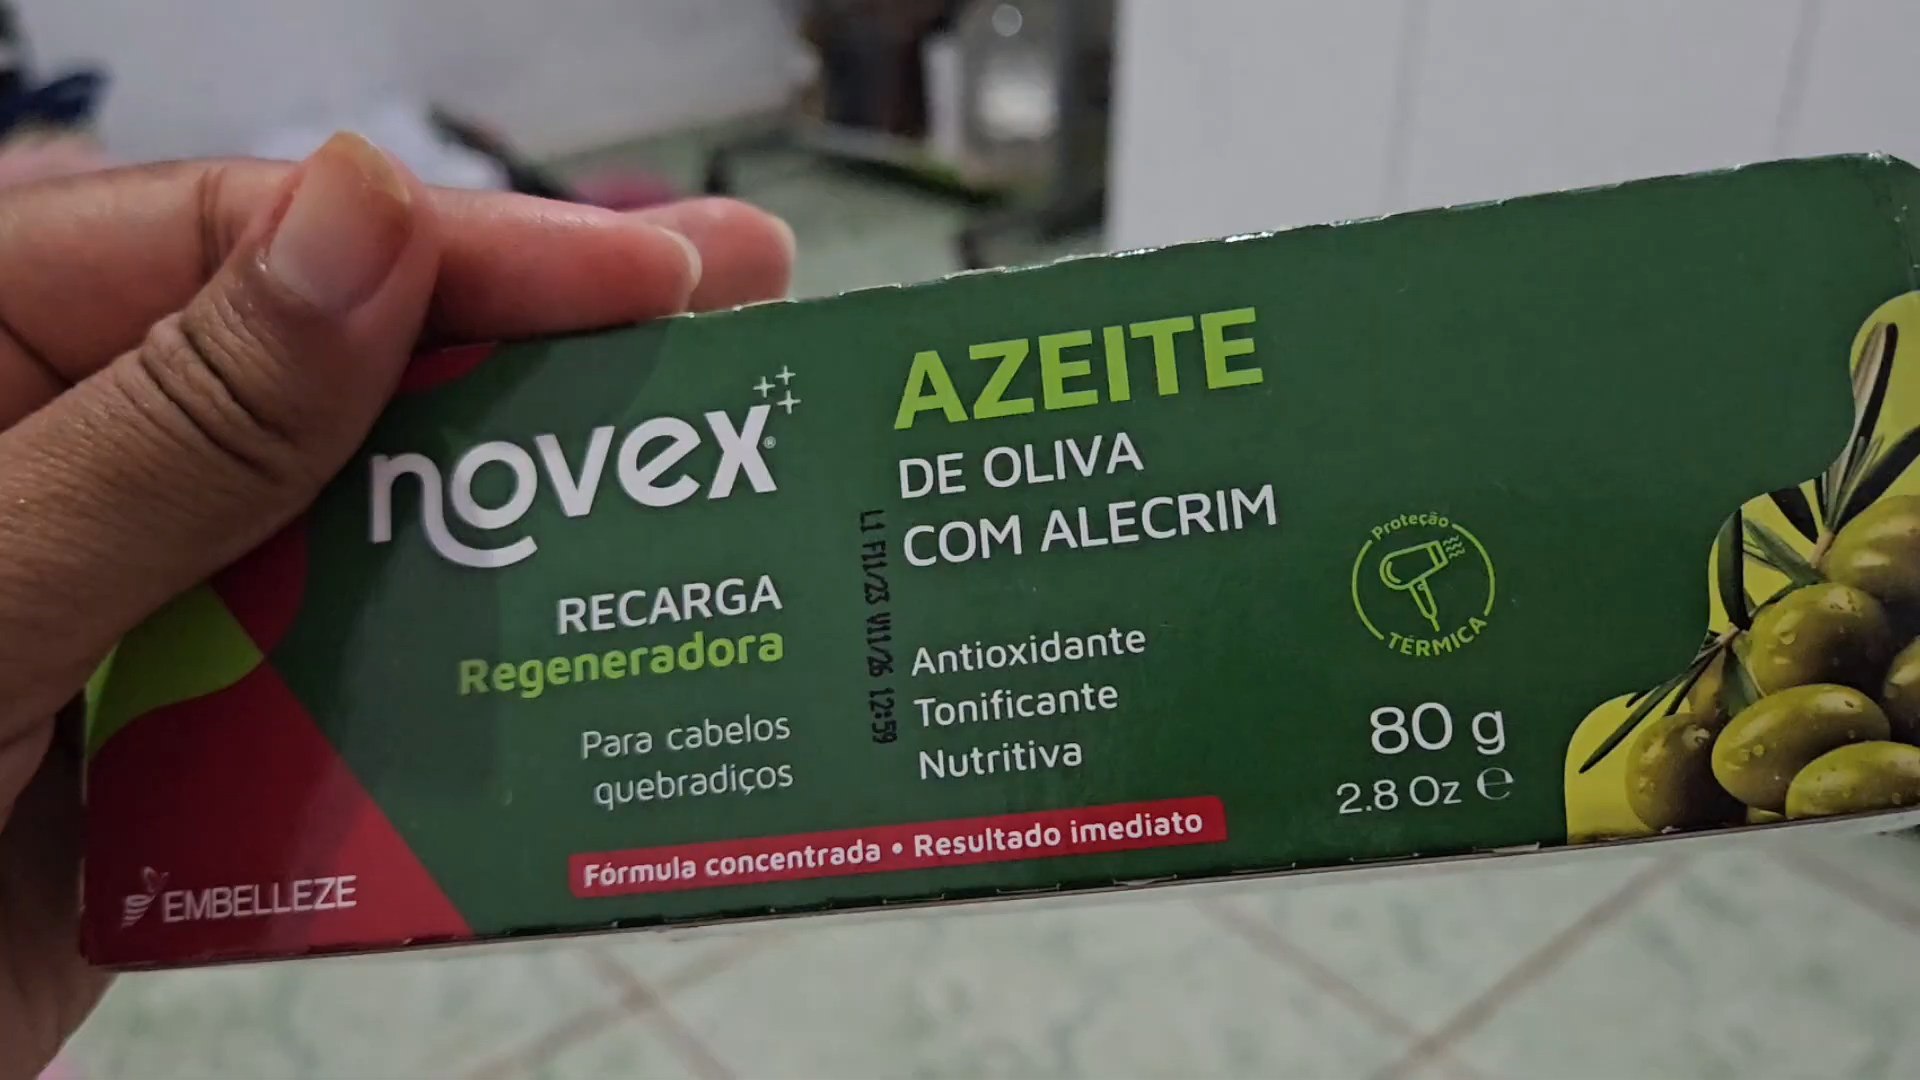 novex
RECARGA
Regeneradora
Para cabelos
quebradiços
EMBELLEZE
L1 F11/23 V11/26 12:59
AZEITE
DE OLIVA
COM ALECRIM
Antioxidante
Tonificante
Nutritiva
Fórmula concentrada • Resultado imediato
Proteção
TÉRMICA
80 g
2.8 Oz ℮